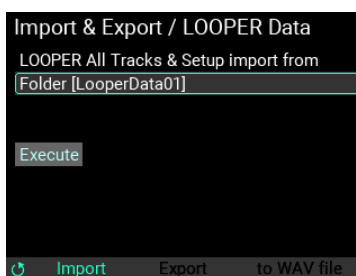 Import & Export / LOOPER Data
LOOPER All Tracks & Setup import from
Folder [LooperData01]
Execute
Import Export to WAV file